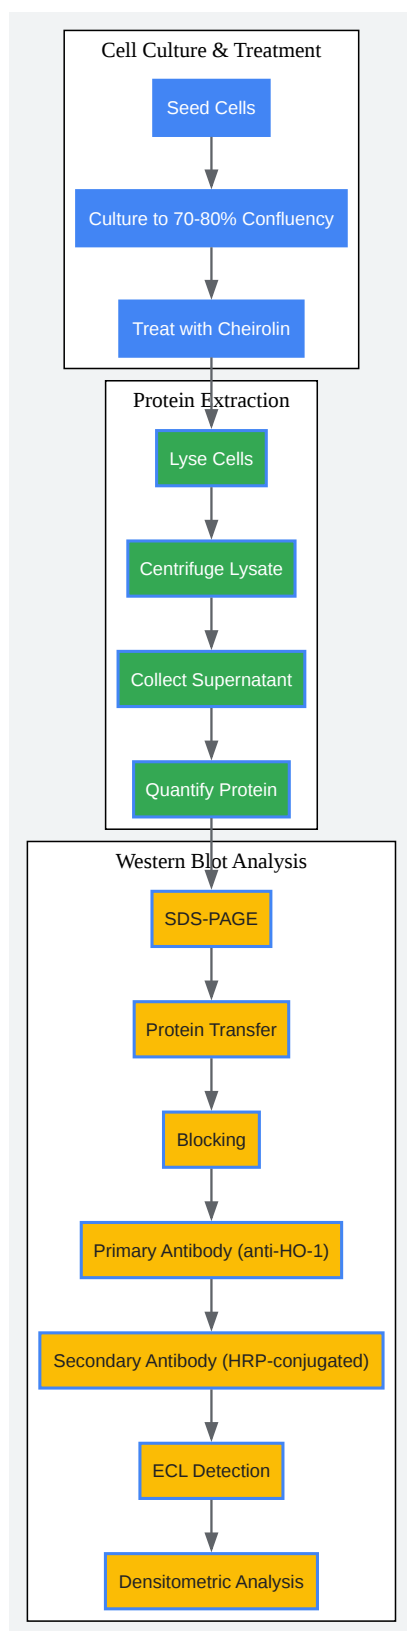 Cell Culture & Treatment
Seed Cells
Culture to 70-80% Confluency
Treat with Cheirolin
Protein Extraction
Lyse Cells
Centrifuge Lysate
Collect Supernatant
Quantify Protein
Western Blot Analysis
SDS-PAGE
Protein Transfer
Blocking
Primary Antibody (anti-HO-1)
Secondary Antibody (HRP-conjugated)
ECL Detection
Densitometric Analysis